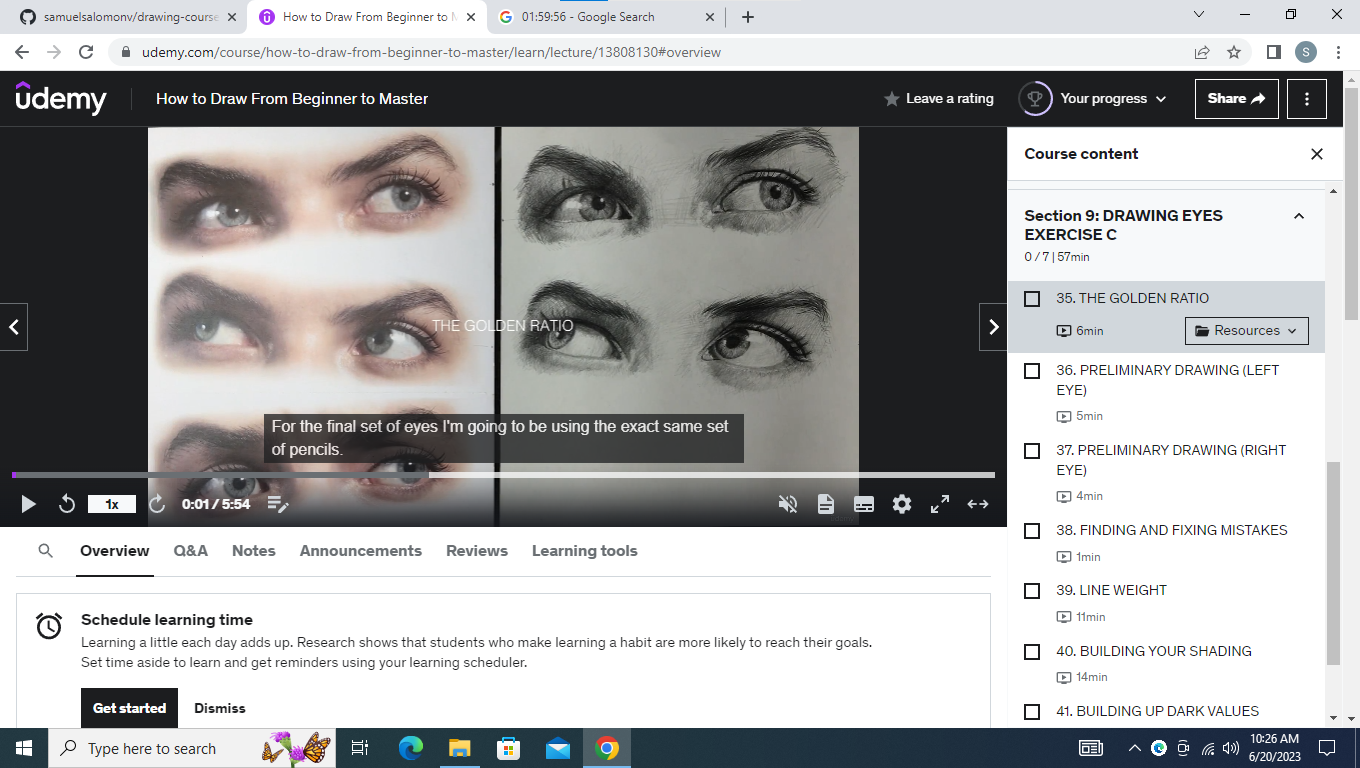 samuelsalomonv/drawing-course
How to Draw From Beginner to M
01:59:56 - Google Search
udemy.com/course/how-to-draw-from-beginner-to-master/learn/lecture/13808130#overview
S
udemy
How to Draw From Beginner to Master
Leave a rating
Your progress
Share
THE GOLDEN RATIO
For the final set of eyes I'm going to be using the exact same set
of pencils.
1x
0:01 / 5:54
Course content
Section 9: DRAWING EYES
EXERCISE C
0 / 7 | 57min
35. THE GOLDEN RATIO
6min
Resources
36. PRELIMINARY DRAWING (LEFT
EYE)
5min
37. PRELIMINARY DRAWING (RIGHT
EYE)
4min
38. FINDING AND FIXING MISTAKES
1min
39. LINE WEIGHT
11min
40. BUILDING YOUR SHADING
14min
41. BUILDING UP DARK VALUES
Overview
Q&A
Notes
Announcements
Reviews
Learning tools
Schedule learning time
Learning a little each day adds up. Research shows that students who make learning a habit are more likely to reach their goals.
Set time aside to learn and get reminders using your learning scheduler.
Get started
Dismiss
Type here to search
10:26 AM
6/20/2023